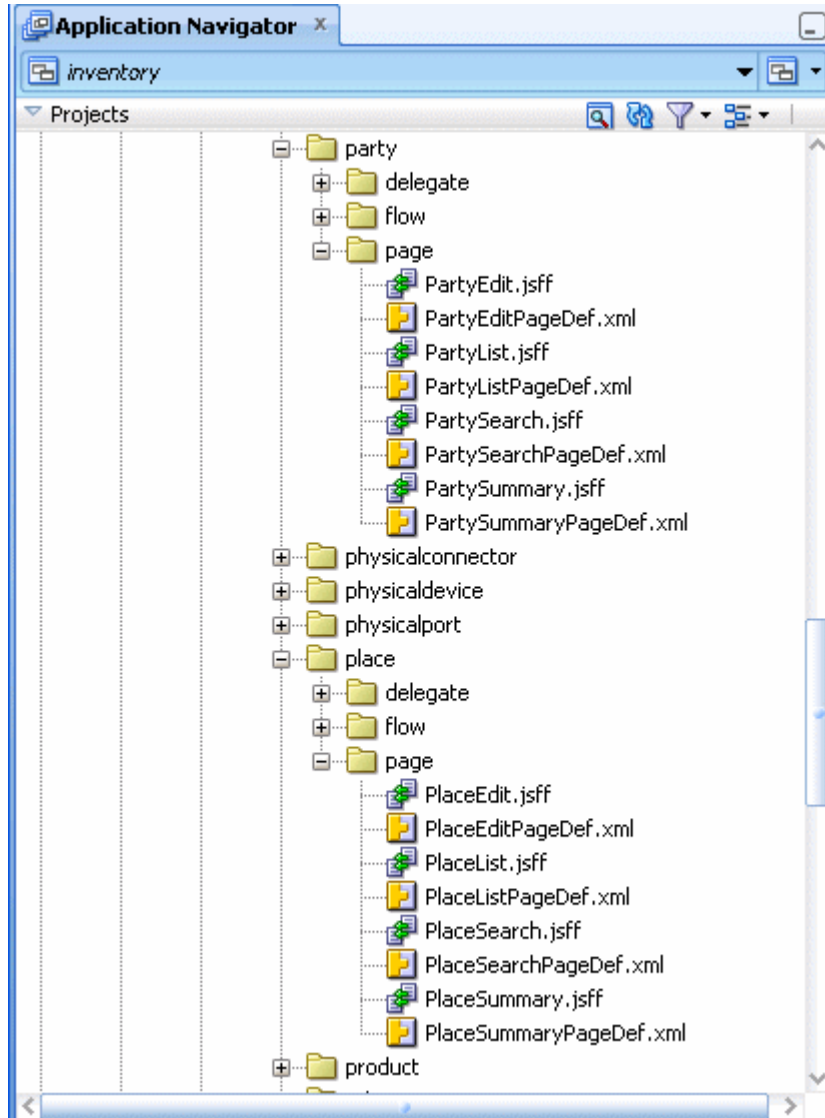 Application Navigator
inventory
Projects
party
delegate
flow
page
PartyEdit.jsff
PartyEditPageDef.xml
PartyList.jsff
PartyListPageDef.xml
PartySearch.jsff
PartySearchPageDef.xml
PartySummary.jsff
PartySummaryPageDef.xml
physicalconnector
physicaldevice
physicalport
place
delegate
flow
page
PlaceEdit.jsff
PlaceEditPageDef.xml
PlaceList.jsff
PlaceListPageDef.xml
PlaceSearch.jsff
PlaceSearchPageDef.xml
PlaceSummary.jsff
PlaceSummaryPageDef.xml
product